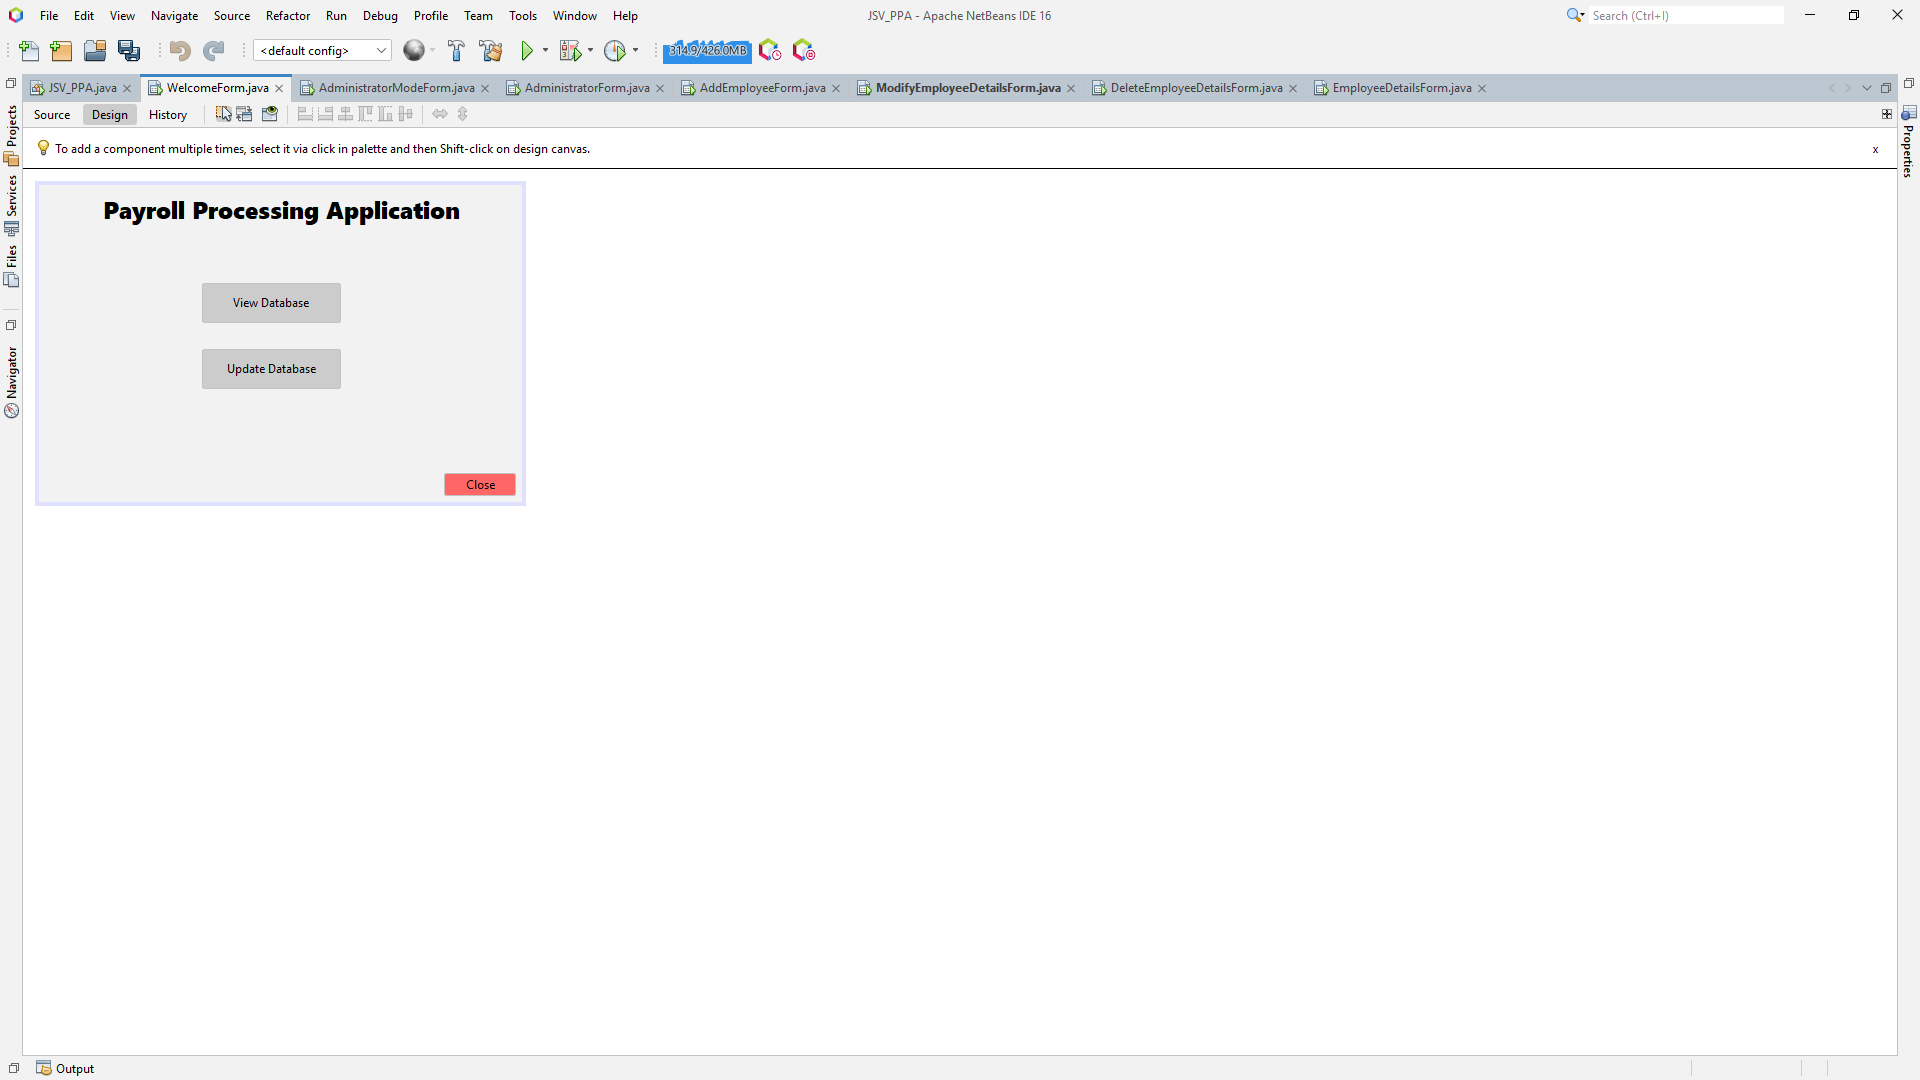 File Edit View Navigate Source Refactor Run Debug Profile Team Tools Window Help
JSV_PPA - Apache NetBeans IDE 16
Search (Ctrl+I)
<default config>
314.9/426.0MB
JSV_PPA.java WelcomeForm.java AdministratorModeForm.java AdministratorForm.java AddEmployeeForm.java ModifyEmployeeDetailsForm.java DeleteEmployeeDetailsForm.java EmployeeDetailsForm.java
Source Design History
To add a component multiple times, select it via click in palette and then Shift-click on design canvas.
x
Projects
Services
Files
Navigator
Properties
Payroll Processing Application
View Database
Update Database
Close
Output